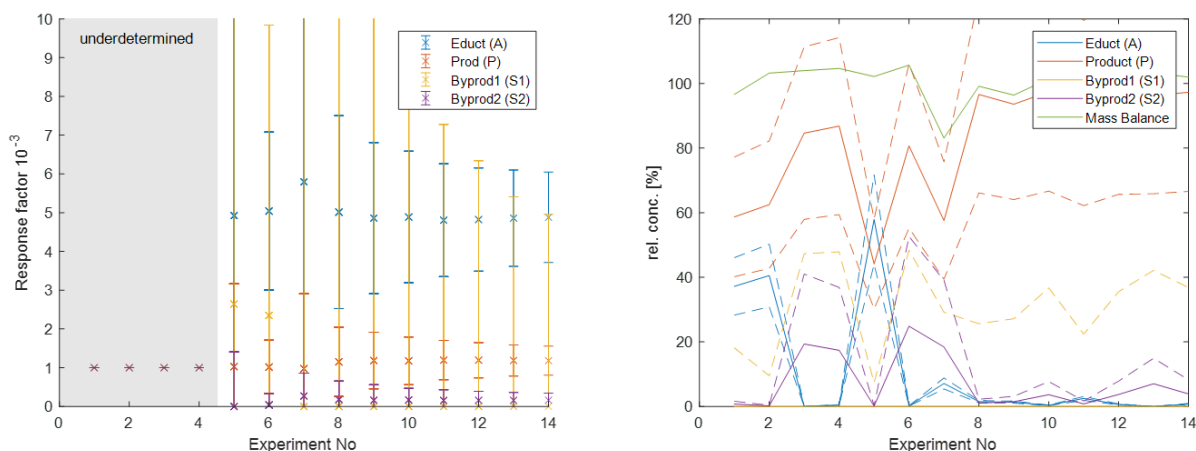 10
9
8
7
6
5
4
3
2
1
0
Response factor 10-3
underdetermined
Educt (A)
Prod (P)
Byprod1 (S1)
Byprod2 (S2)
0 2 4 6 8 10 12 14
Experiment No
120
100
80
60
40
20
0
rel. conc. [%]
Educt (A)
Product (P)
Byprod1 (S1)
Byprod2 (S2)
Mass Balance
0 2 4 6 8 10 12 14
Experiment No